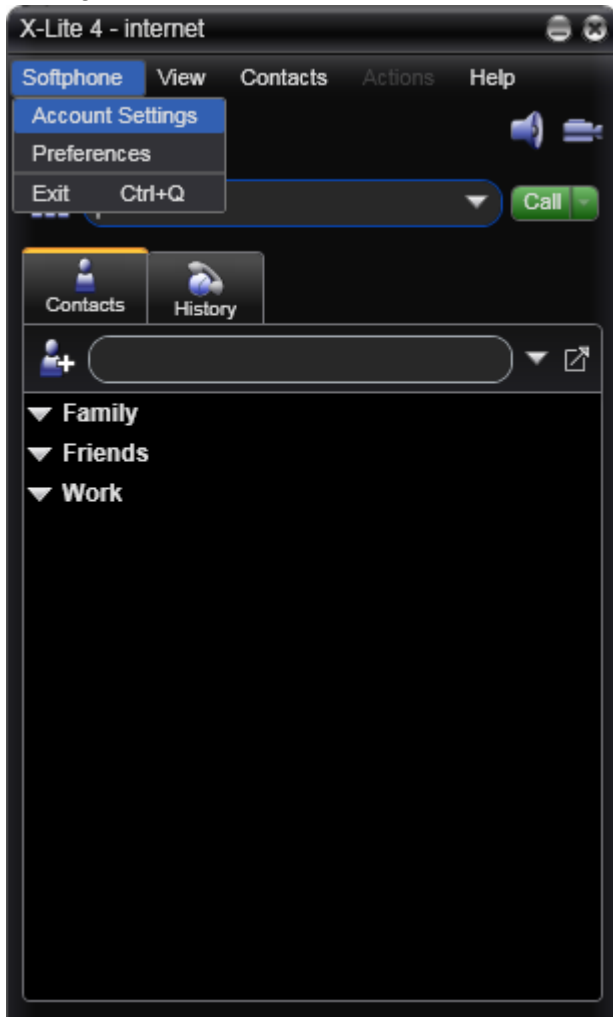 X-Lite 4 - internet
Softphone View Contacts Actions Help
Account Settings
Preferences
Exit Ctrl+Q
Call
Contacts History
Family
Friends
Work